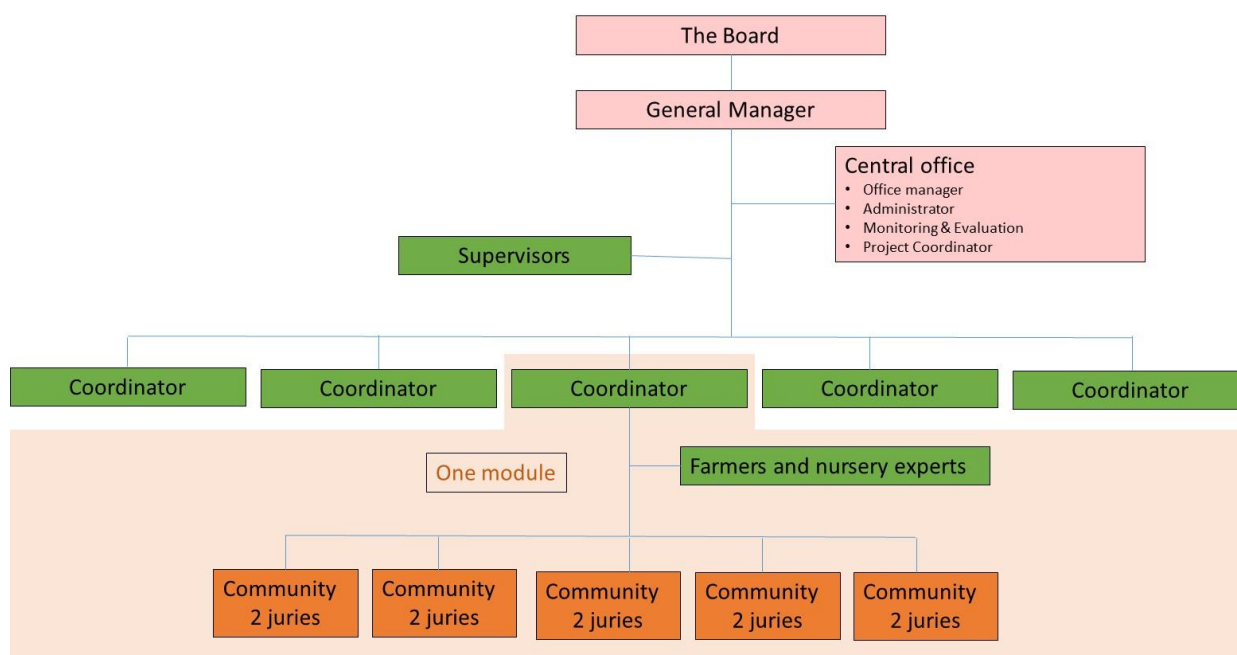 The Board
General Manager
Central office
• Office manager
• Administrator
• Monitoring & Evaluation
• Project Coordinator
Supervisors
Coordinator
Coordinator
Coordinator
Coordinator
Coordinator
One module
Farmers and nursery experts
Community
2 juries
Community
2 juries
Community
2 juries
Community
2 juries
Community
2 juries